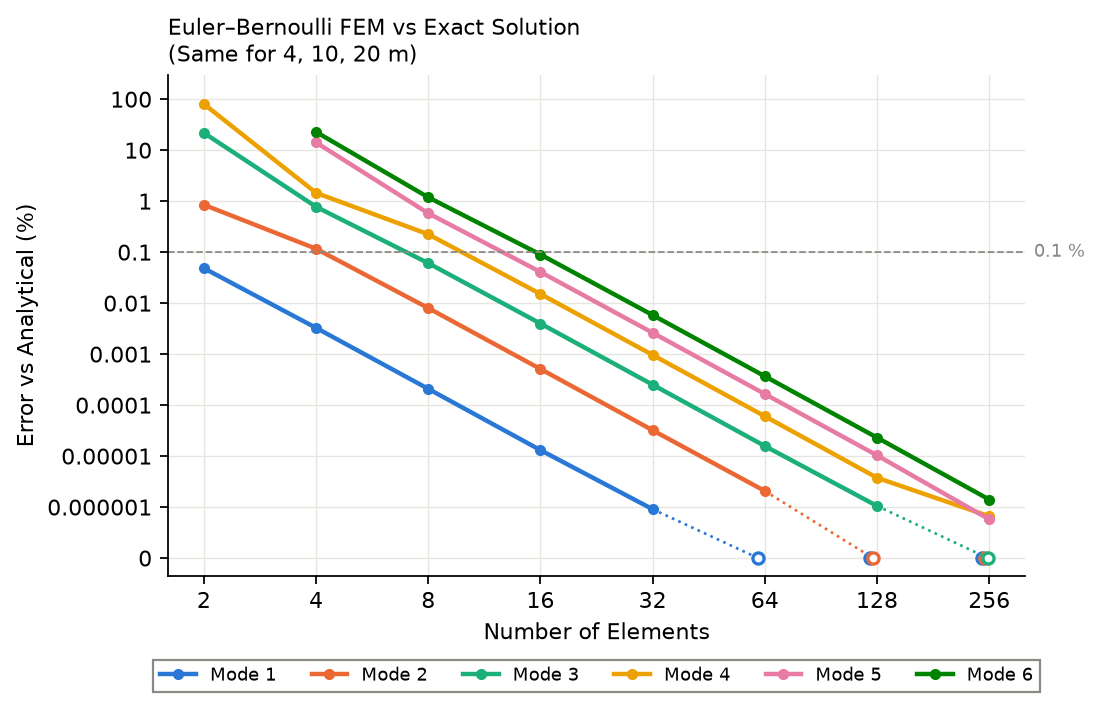 Euler–Bernoulli FEM vs Exact Solution
(Same for 4, 10, 20 m)
Error vs Analytical (%)
100
10
1
0.1
0.01
0.001
0.0001
0.00001
0.000001
0
0.1 %
2 4 8 16 32 64 128 256
Number of Elements
Mode 1 Mode 2 Mode 3 Mode 4 Mode 5 Mode 6